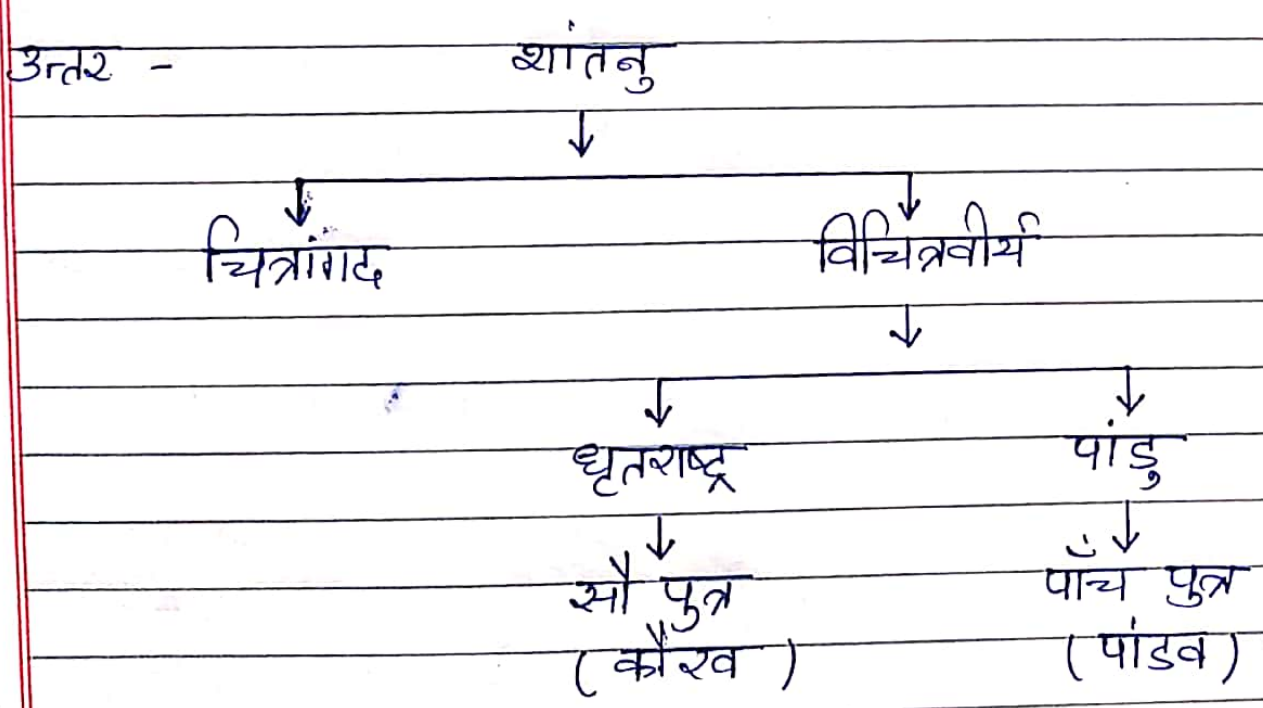 उत्तर - शांतनु
चित्रांगद विचित्रवीर्य
धृतराष्ट्र पांडु
सौ पुत्र पाँच पुत्र
(कौरव) (पांडव)